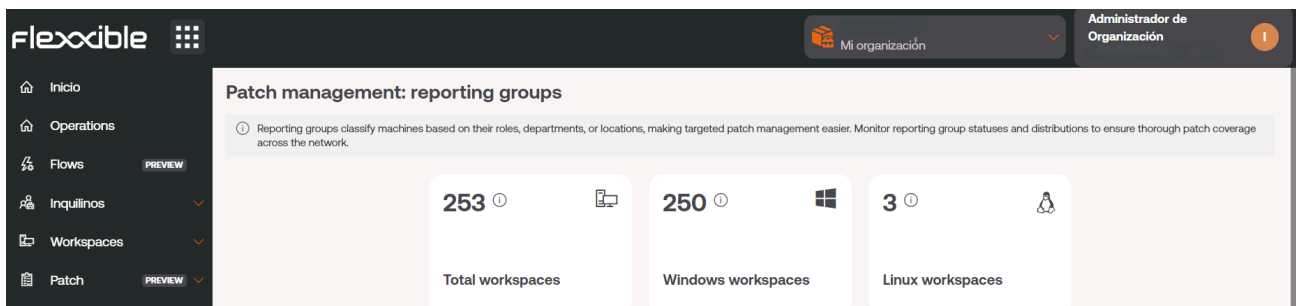 Flexxible
Mi organización
Administrador de
Organización
I
Inicio
Operations
Flows PREVIEW
Inquilinos
Workspaces
Patch PREVIEW
Patch management: reporting groups
Reporting groups classify machines based on their roles, departments, or locations, making targeted patch management easier. Monitor reporting group statuses and distributions to ensure thorough patch coverage
across the network.
253
Total workspaces
250
Windows workspaces
3
Linux workspaces